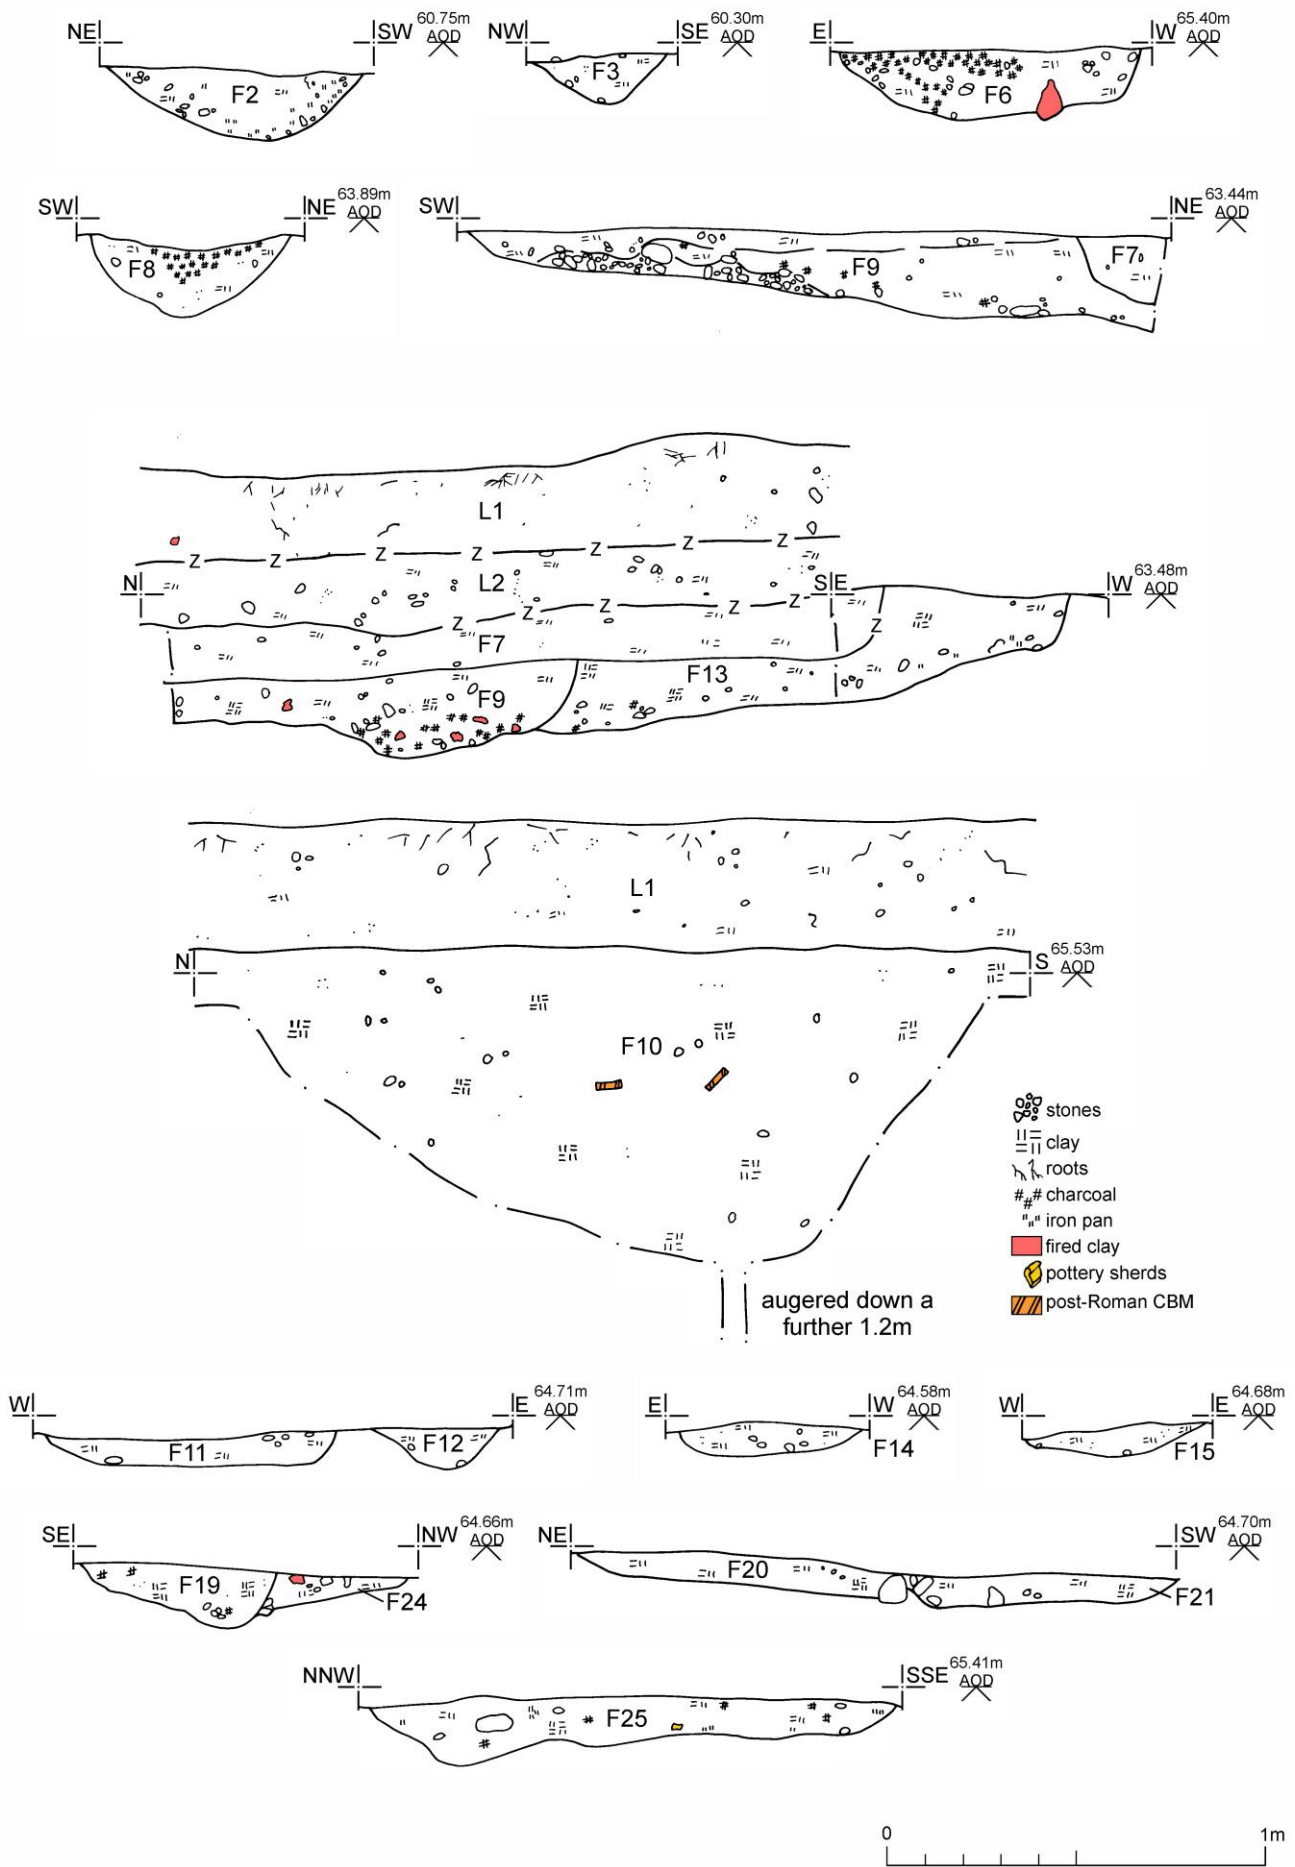 NE SW 60.75m AOD
F2
NW SE 60.30m AOD
F3
E W 65.40m AOD
F6
SW NE 63.89m AOD
F8
SW NE 63.44m AOD
F9
F7
L1
Z Z Z Z Z Z Z
N L2 S E W 63.48m AOD
Z Z Z Z Z Z
F7
F13
F9
L1
N S 65.53m AOD
F10
stones
clay
roots
charcoal
iron pan
fired clay
pottery sherds
post-Roman CBM
augered down a
further 1.2m
W E 64.71m AOD
F11
F12
E W 64.58m AOD
F14
W E 64.68m AOD
F15
SE NW 64.66m AOD
F19
F24
NE SW 64.70m AOD
F20
F21
NNW SSE 65.41m AOD
F25
0 1m